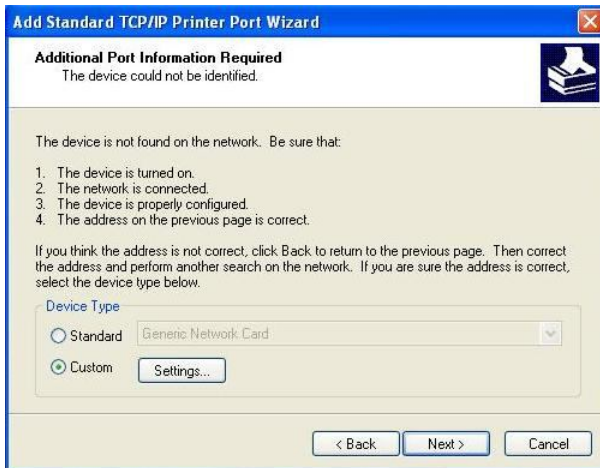 Add Standard TCP/IP Printer Port Wizard
Additional Port Information Required
The device could not be identified.
The device is not found on the network. Be sure that:
1. The device is turned on.
2. The network is connected.
3. The device is properly configured.
4. The address on the previous page is correct.
If you think the address is not correct, click Back to return to the previous page. Then correct
the address and perform another search on the network. If you are sure the address is correct,
select the device type below.
Device Type
Standard Generic Network Card
Custom Settings...
< Back Next > Cancel